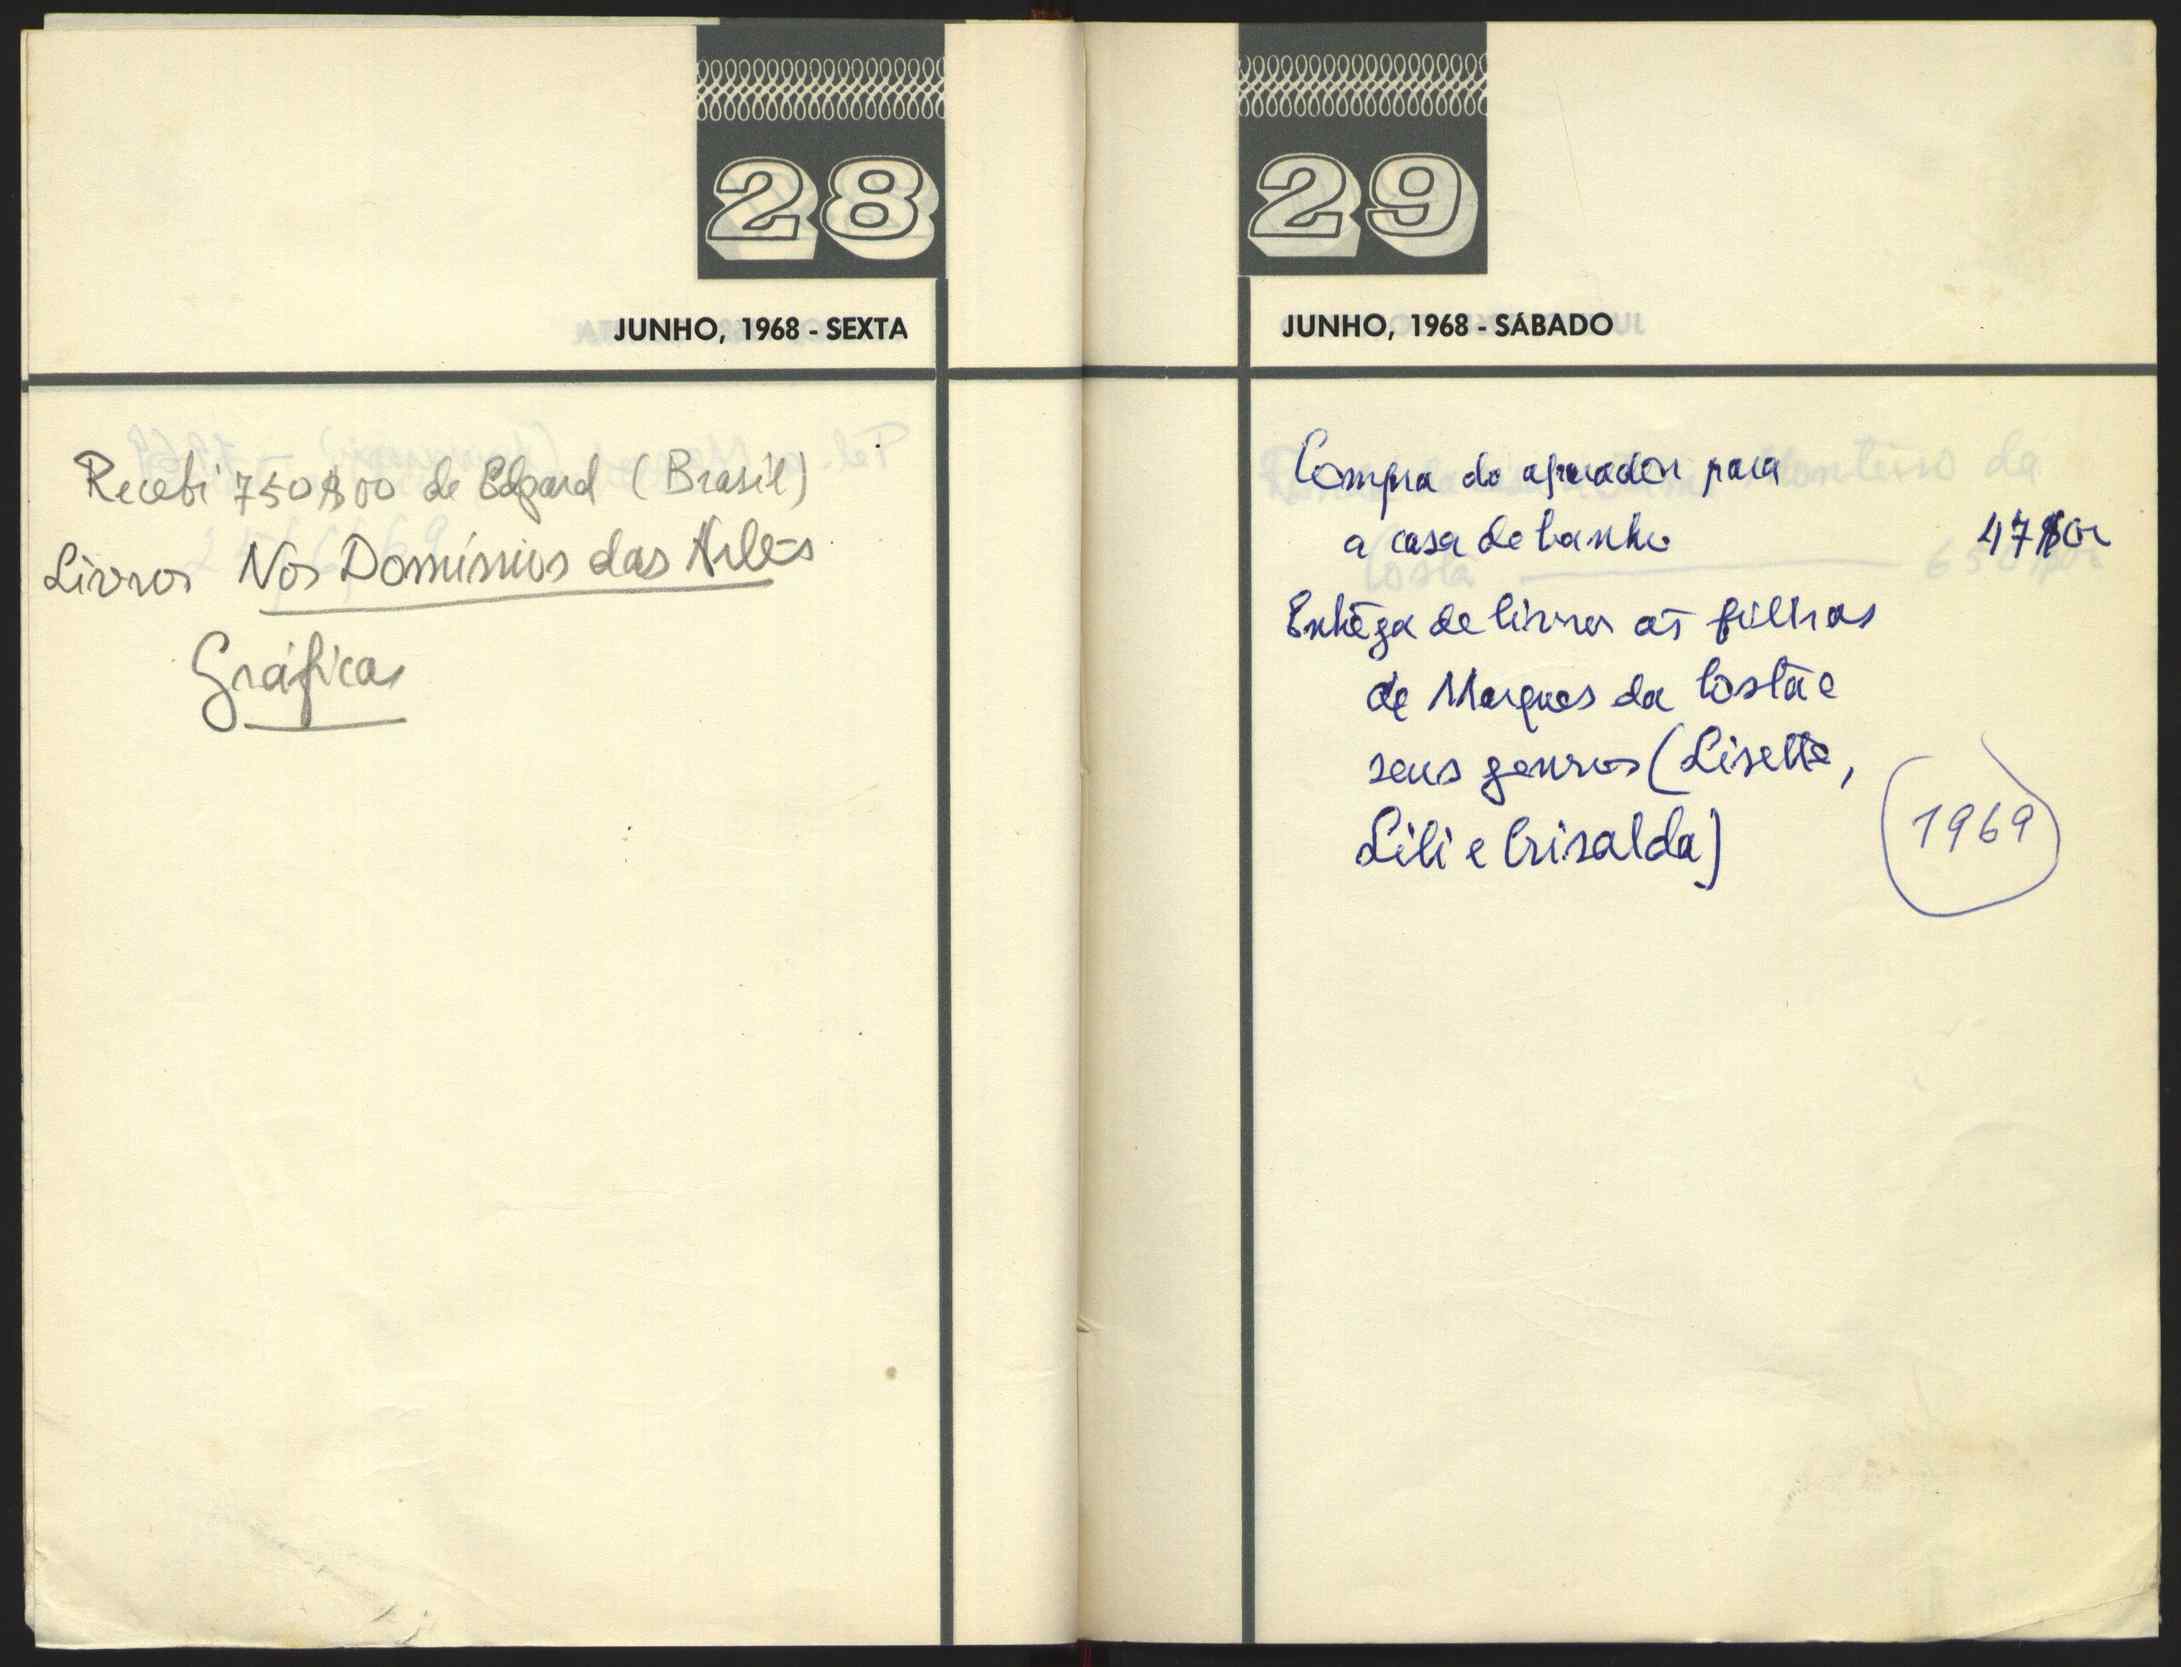 28
JUNHO, 1968 - SEXTA
Recebi 750$00 de Edgard (Brasil)
Livros Nos Domínios das Artes
Gráficas
29
JUNHO, 1968 - SÁBADO
Compra do aparador para
a casa de banho 47$00
Entrega de livros às filhas
de Marques da Costa e
seus genros (Lisette,
Lili e Crisalda)
1969